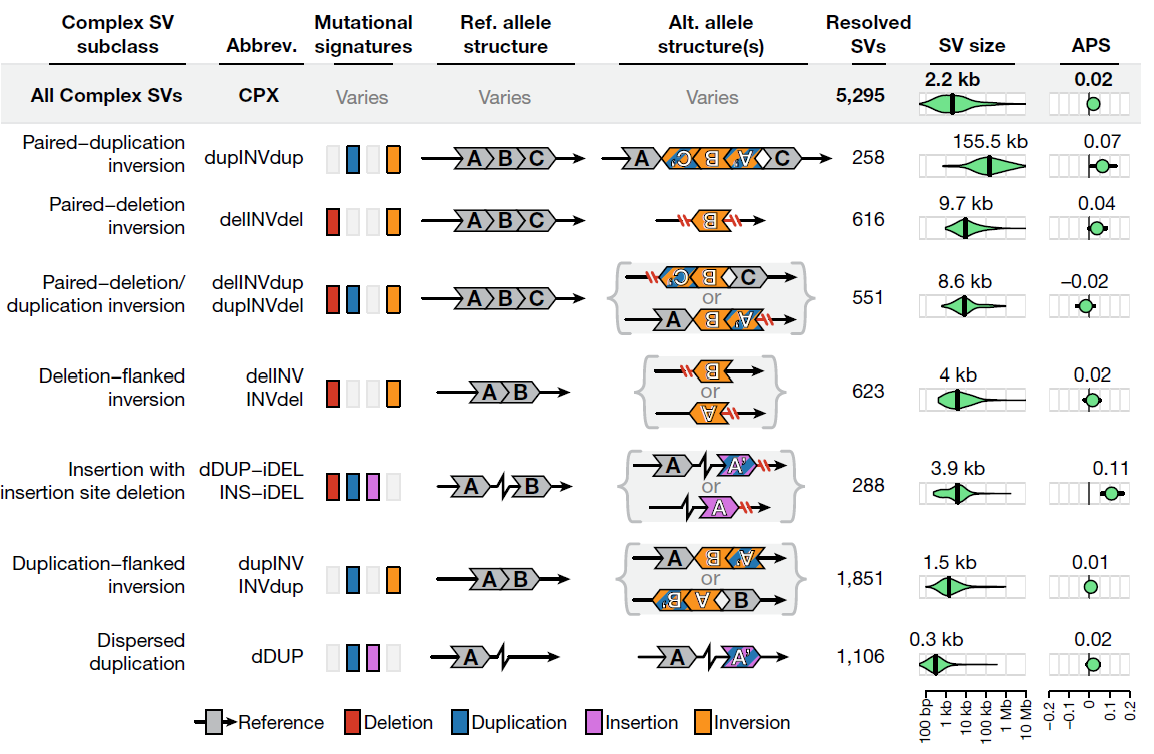 Complex SV subclass Abbrev. Mutational signatures Ref. allele structure Alt. allele structure(s) Resolved SVs SV size APS
All Complex SVs CPX Varies Varies Varies 5,295 2.2 kb 0.02
Paired–duplication inversion dupINVdup A B C A C' B A' C 258 155.5 kb 0.07
Paired–deletion inversion delINVdel A B C B 616 9.7 kb 0.04
Paired–deletion/ duplication inversion delINVdup dupINVdel A B C C' B C or A B A' 551 8.6 kb −0.02
Deletion–flanked inversion delINV INVdel A B B or A 623 4 kb 0.02
Insertion with insertion site deletion dDUP–iDEL INS–iDEL A B A A' or A 288 3.9 kb 0.11
Duplication–flanked inversion dupINV INVdup A B A B A' or B' A B 1,851 1.5 kb 0.01
Dispersed duplication dDUP A A A' 1,106 0.3 kb 0.02
Reference Deletion Duplication Insertion Inversion
100 bp 1 kb 10 kb 100 kb 1 Mb 10 Mb −0.2 −0.1 0 0.1 0.2